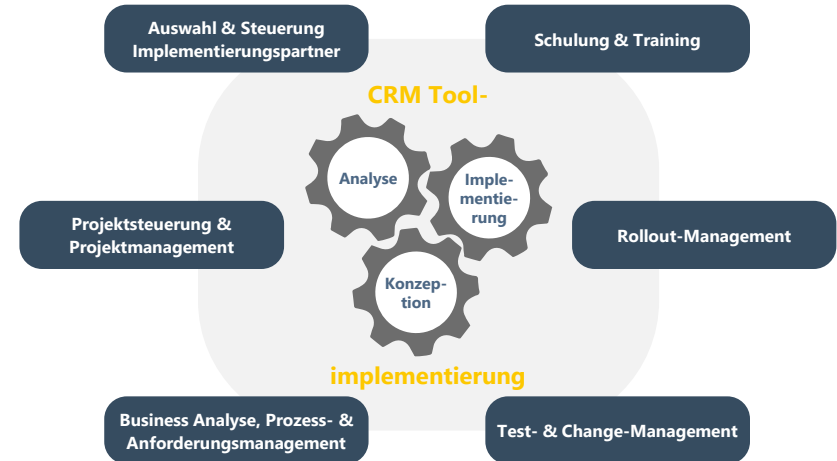 Auswahl & Steuerung
Implementierungspartner
Schulung & Training
CRM Tool-
Analyse
Imple-
mentie-
rung
Projektsteuerung &
Projektmanagement
Rollout-Management
Konzep-
tion
implementierung
Business Analyse, Prozess- &
Anforderungsmanagement
Test- & Change-Management